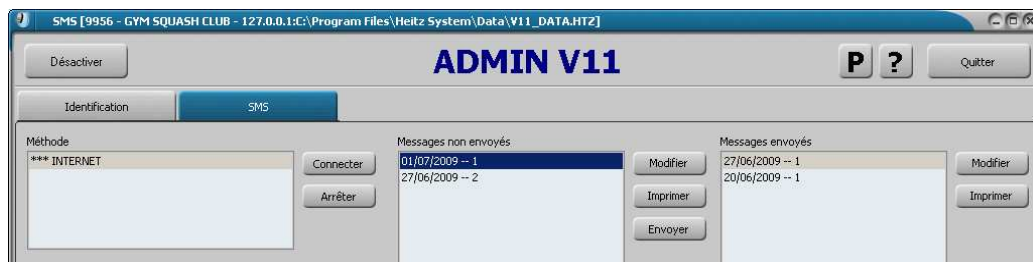 SMS [9956 - GYM SQUASH CLUB - 127.0.0.1:C:\Program Files\Heitz System\Data\V11_DATA.HTZ]
Désactiver
ADMIN V11
P
?
Quitter
Identification
SMS
Méthode
*** INTERNET
Connecter
Arrêter
Messages non envoyés
01/07/2009 -- 1
27/06/2009 -- 2
Modifier
Imprimer
Envoyer
Messages envoyés
27/06/2009 -- 1
20/06/2009 -- 1
Modifier
Imprimer